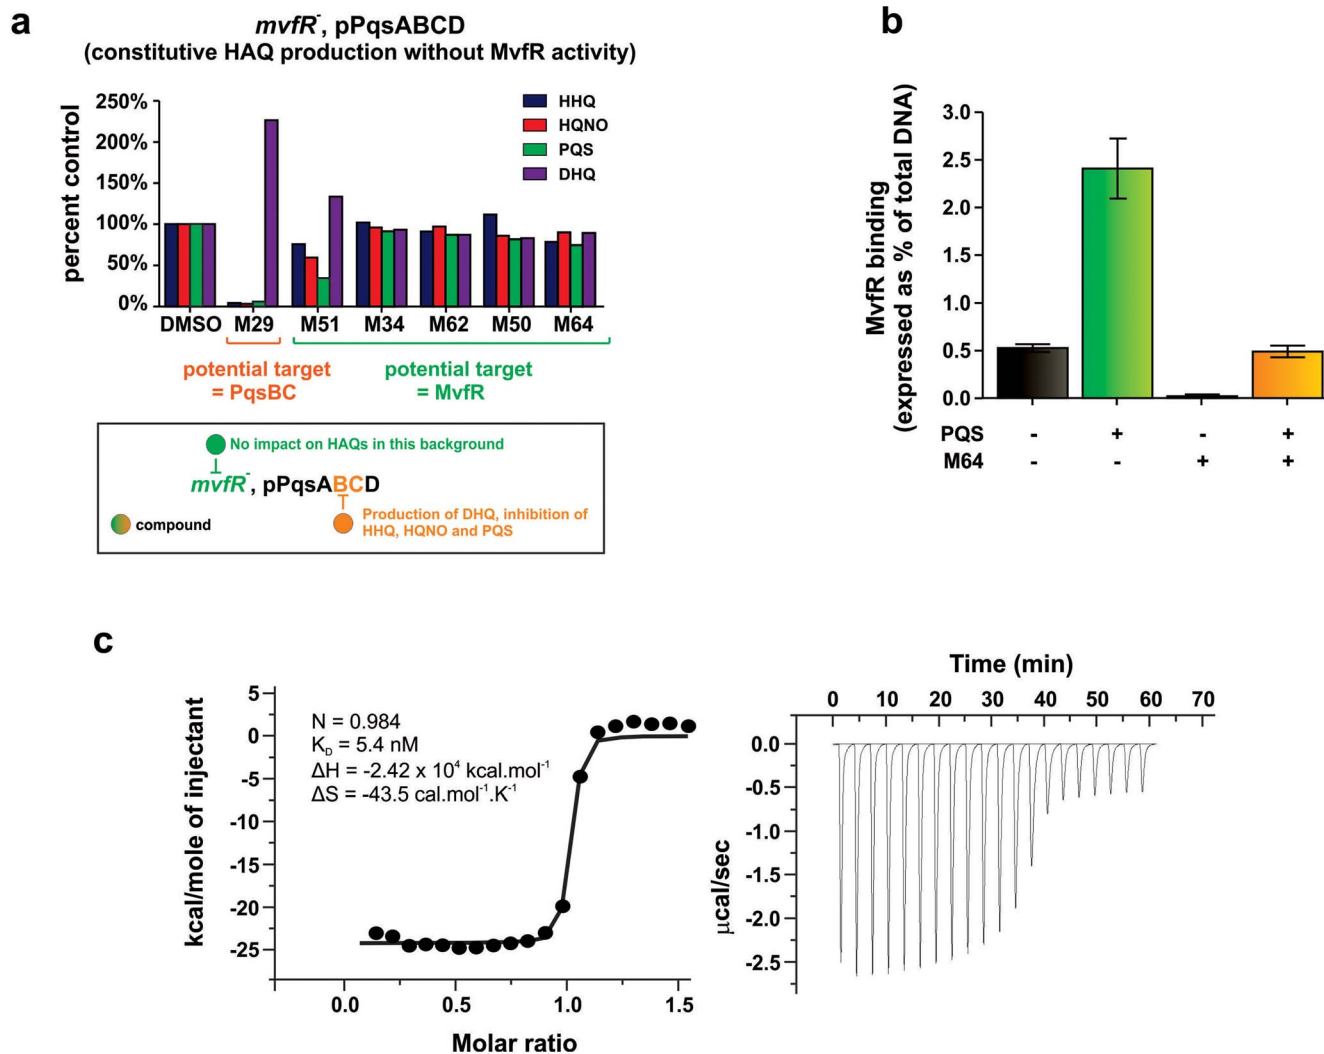 a
mvfR-, pPqsABCD
(constitutive HAQ production without MvfR activity)
percent control
250%
200%
150%
100%
50%
0%
HHQ
HQNO
PQS
DHQ
DMSO M29 M51 M34 M62 M50 M64
potential target
= PqsBC
potential target
= MvfR
No impact on HAQs in this background
mvfR-, pPqsABCD
compound
Production of DHQ, inhibition of
HHQ, HQNO and PQS
b
MvfR binding
(expressed as % of total DNA)
3.0
2.5
2.0
1.5
1.0
0.5
0.0
PQS - + - +
M64 - - + +
c
kcal/mole of injectant
5
0
-5
-10
-15
-20
-25
N = 0.984
KD = 5.4 nM
ΔH = -2.42 x 10⁴ kcal.mol⁻¹
ΔS = -43.5 cal.mol⁻¹.K⁻¹
0.0 0.5 1.0 1.5
Molar ratio
Time (min)
0 10 20 30 40 50 60 70
μcal/sec
0.0
-0.5
-1.0
-1.5
-2.0
-2.5